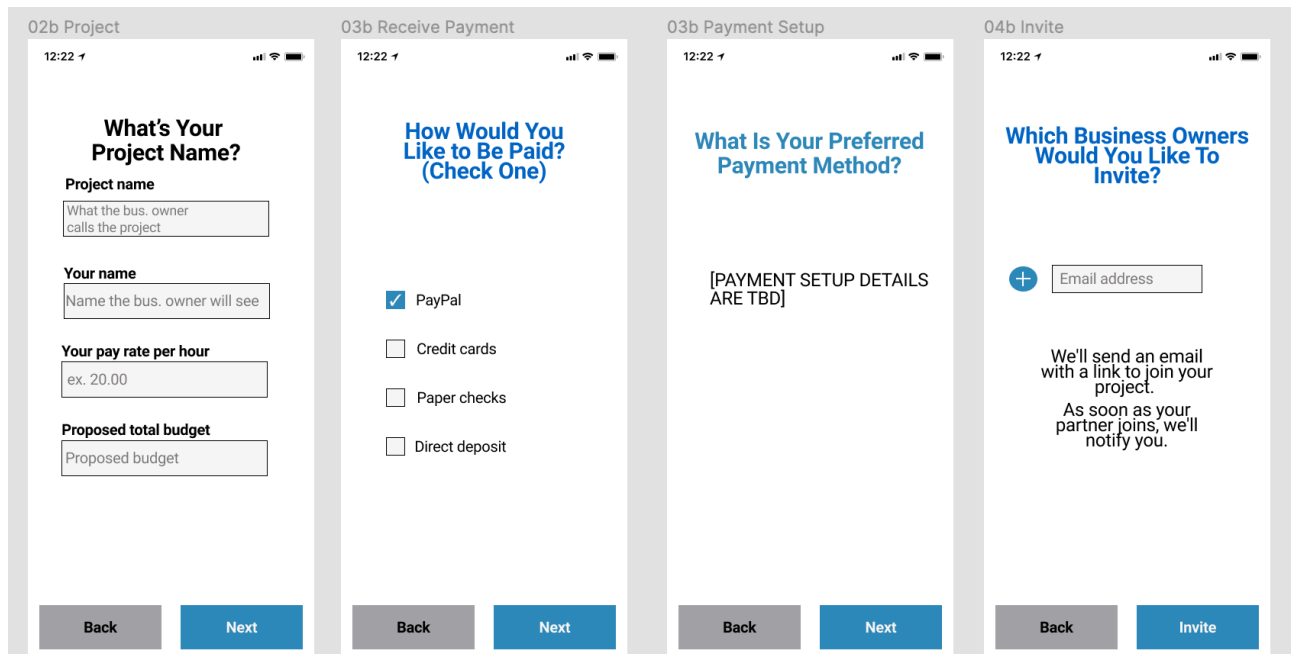 02b Project
12:22
What's Your
Project Name?
Project name
What the bus. owner
calls the project
Your name
Name the bus. owner will see
Your pay rate per hour
ex. 20.00
Proposed total budget
Proposed budget
Back
Next
03b Receive Payment
12:22
How Would You
Like to Be Paid?
(Check One)
PayPal
Credit cards
Paper checks
Direct deposit
Back
Next
03b Payment Setup
12:22
What Is Your Preferred
Payment Method?
[PAYMENT SETUP DETAILS
ARE TBD]
Back
Next
04b Invite
12:22
Which Business Owners
Would You Like To
Invite?
Email address
We'll send an email
with a link to join your
project.
As soon as your
partner joins, we'll
notify you.
Back
Invite